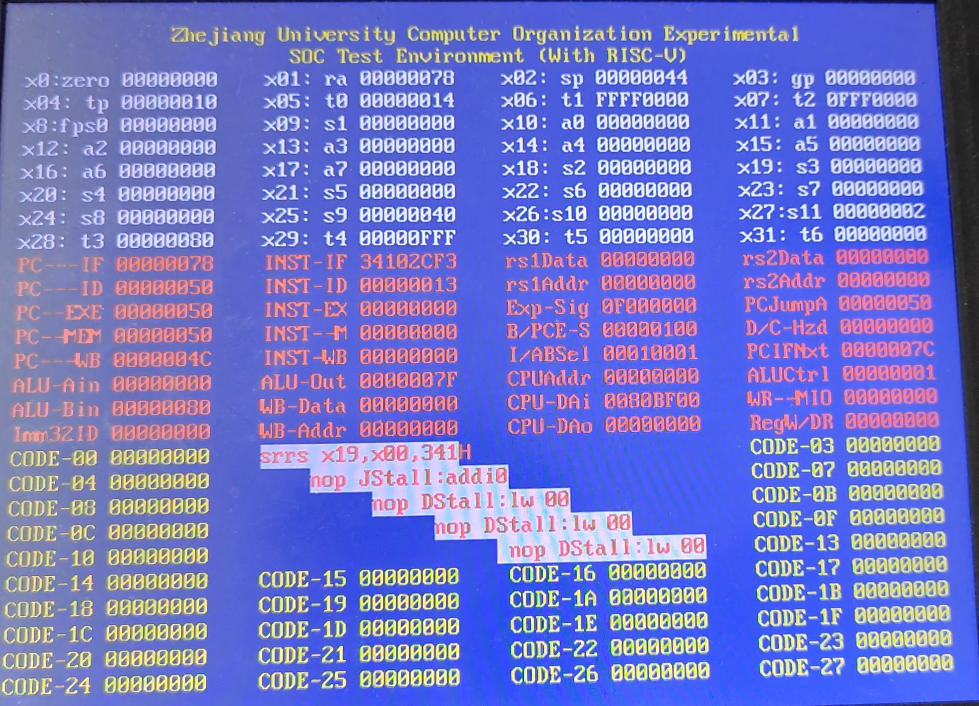 Zhejiang University Computer Organization Experimental
SOC Test Environment (With RISC-V)
x0:zero 00000000 x01: ra 00000078 x02: sp 00000044 x03: gp 00000000
x04: tp 00000010 x05: t0 00000014 x06: t1 FFFF0000 x07: t2 0FFF0000
x8:fps0 00000000 x09: s1 00000000 x10: a0 00000000 x11: a1 00000000
x12: a2 00000000 x13: a3 00000000 x14: a4 00000000 x15: a5 00000000
x16: a6 00000000 x17: a7 00000000 x18: s2 00000000 x19: s3 00000000
x20: s4 00000000 x21: s5 00000000 x22: s6 00000000 x23: s7 00000000
x24: s8 00000000 x25: s9 00000040 x26:s10 00000000 x27:s11 00000002
x28: t3 00000080 x29: t4 00000FFF x30: t5 00000000 x31: t6 00000000
PC---IF 00000078 INST-IF 34102CF3 rs1Data 00000000 rs2Data 00000000
PC---ID 00000050 INST-ID 00000013 rs1Addr 00000000 rs2Addr 00000000
PC--EXE 00000050 INST-EX 00000000 Exp-Sig 0F000000 PCJumpA 00000050
PC--MEM 00000050 INST--M 00000000 B/PCE-S 00000100 D/C-Hzd 00000000
PC---WB 0000004C INST-WB 00000000 I/ABSel 00010001 PCIFNxt 0000007C
ALU-Ain 00000000 ALU-Out 0000007F CPUAddr 00000000 ALUCtrl 00000001
ALU-Bin 00000080 WB-Data 00000000 CPU-DAi 0080BF00 WR--MIO 00000000
Imm32ID 00000000 WB-Addr 00000000 CPU-DAo 00000000 RegW/DR 00000000
CODE-00 00000000 srrs x19,x00,341H CODE-03 00000000
CODE-04 00000000 nop JStall:addi0 CODE-07 00000000
CODE-08 00000000 nop DStall:lw 00 CODE-0B 00000000
CODE-0C 00000000 nop DStall:lw 00 CODE-0F 00000000
CODE-10 00000000 nop DStall:lw 00 CODE-13 00000000
CODE-14 00000000 CODE-15 00000000 CODE-16 00000000 CODE-17 00000000
CODE-18 00000000 CODE-19 00000000 CODE-1A 00000000 CODE-1B 00000000
CODE-1C 00000000 CODE-1D 00000000 CODE-1E 00000000 CODE-1F 00000000
CODE-20 00000000 CODE-21 00000000 CODE-22 00000000 CODE-23 00000000
CODE-24 00000000 CODE-25 00000000 CODE-26 00000000 CODE-27 00000000